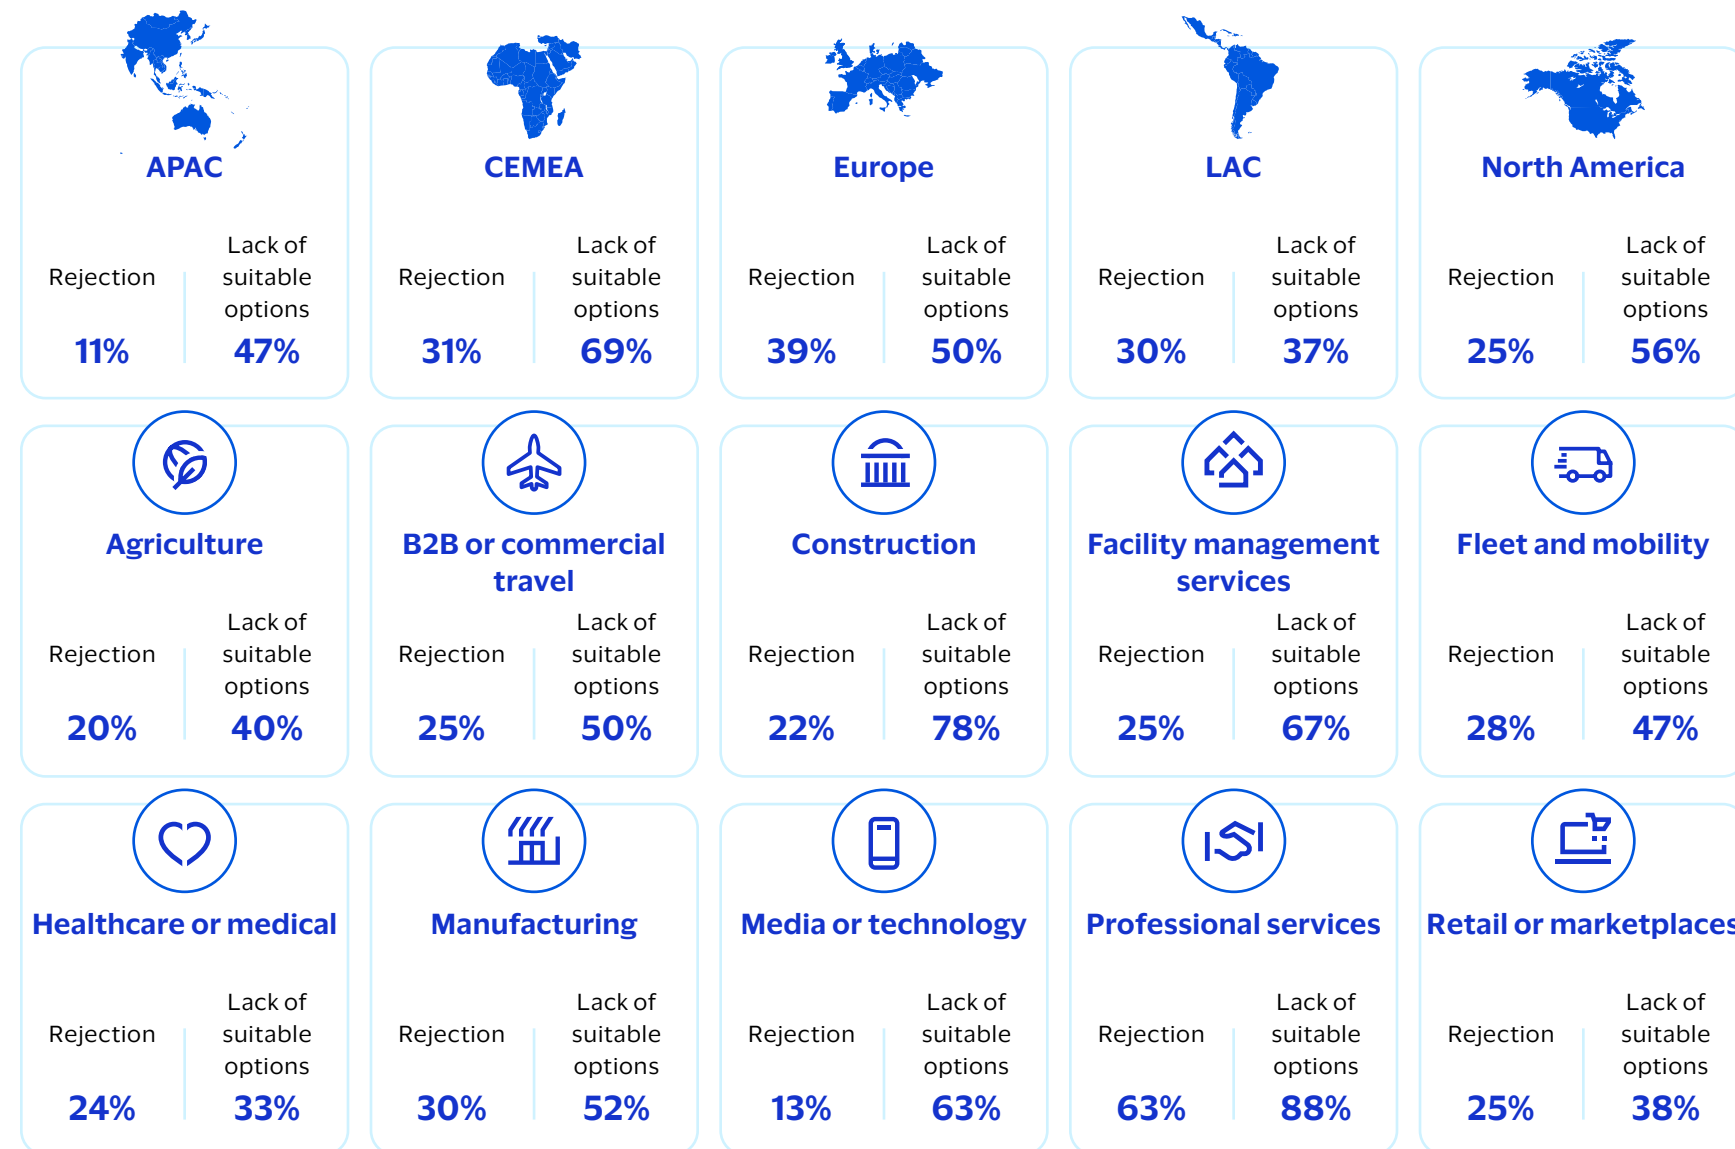 APAC
Rejection
Lack of
suitable
options
11%
47%
CEMEA
Rejection
Lack of
suitable
options
31%
69%
Europe
Rejection
Lack of
suitable
options
39%
50%
LAC
Rejection
Lack of
suitable
options
30%
37%
North America
Rejection
Lack of
suitable
options
25%
56%
Agriculture
Rejection
Lack of
suitable
options
20%
40%
B2B or commercial
travel
Rejection
Lack of
suitable
options
25%
50%
Construction
Rejection
Lack of
suitable
options
22%
78%
Facility management
services
Rejection
Lack of
suitable
options
25%
67%
Fleet and mobility
Rejection
Lack of
suitable
options
28%
47%
Healthcare or medical
Rejection
Lack of
suitable
options
24%
33%
Manufacturing
Rejection
Lack of
suitable
options
30%
52%
Media or technology
Rejection
Lack of
suitable
options
13%
63%
Professional services
Rejection
Lack of
suitable
options
63%
88%
Retail or marketplaces
Rejection
Lack of
suitable
options
25%
38%